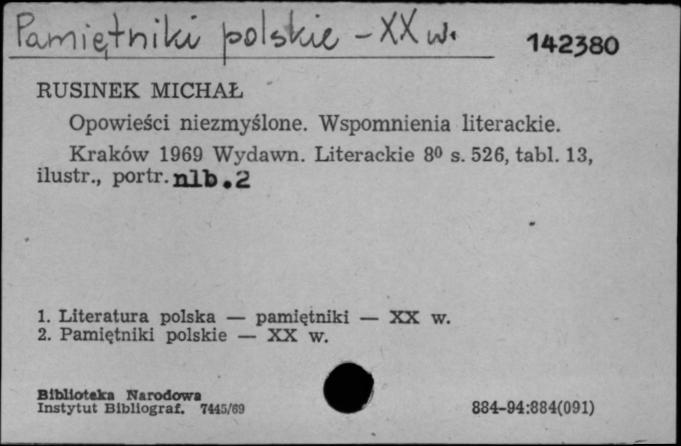 Pamiętniki polskie - XX w.
142380
RUSINEK MICHAŁ
Opowieści niezmyślone. Wspomnienia literackie.
Kraków 1969 Wydawn. Literackie 8⁰ s. 526, tabl. 13,
ilustr., portr. nlb.2
1. Literatura polska — pamiętniki — XX w.
2. Pamiętniki polskie — XX w.
Biblioteka Narodowa
Instytut Bibliograf. 7445/69
884-94:884(091)